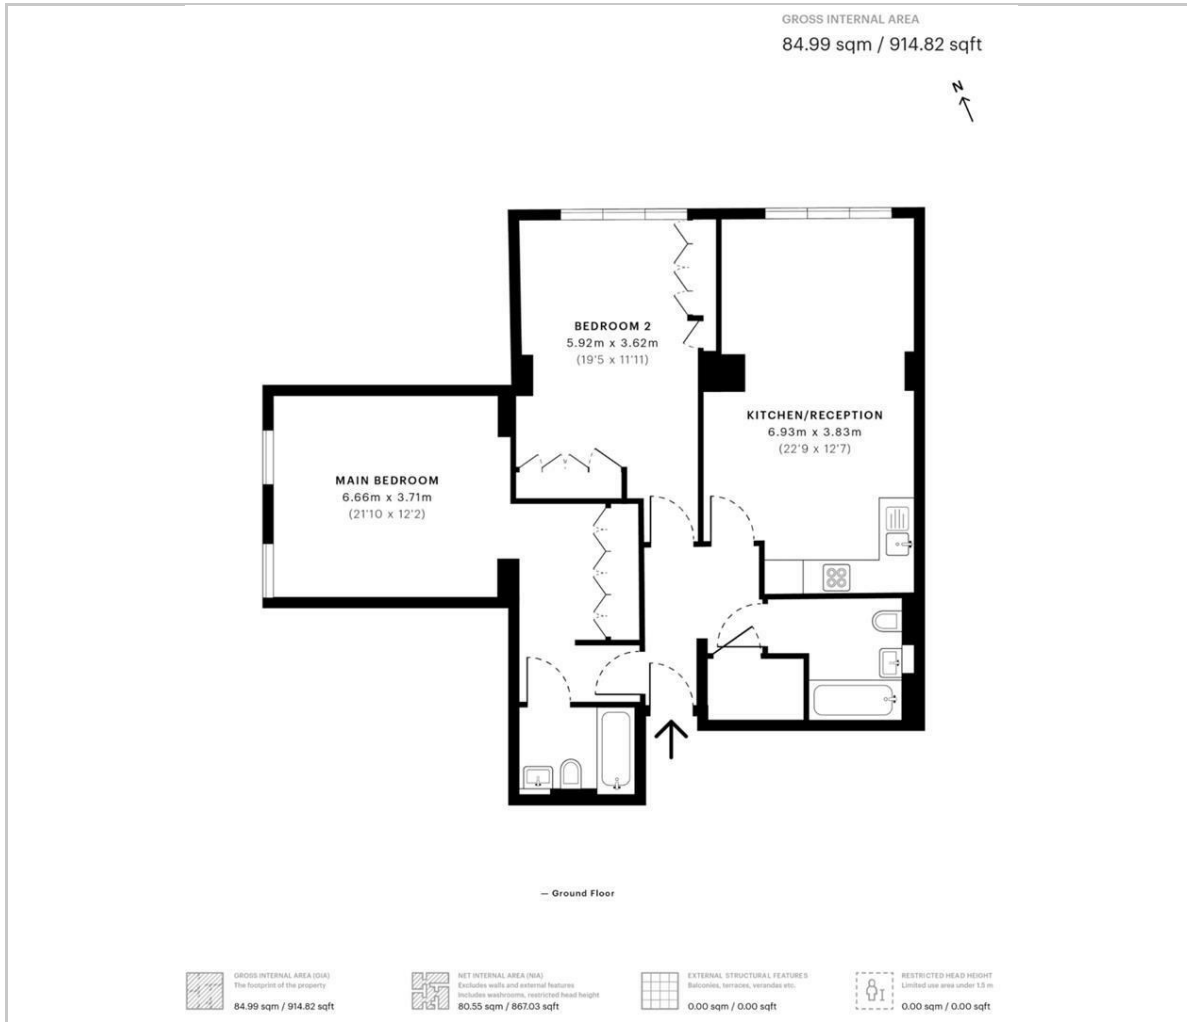 GROSS INTERNAL AREA
84.99 sqm / 914.82 sqft
N
BEDROOM 2
5.92m x 3.62m
(19'5 x 11'11)
KITCHEN/RECEPTION
6.93m x 3.83m
(22'9 x 12'7)
MAIN BEDROOM
6.66m x 3.71m
(21'10 x 12'2)
— Ground Floor
GROSS INTERNAL AREA (GIA)
The footprint of the property
84.99 sqm / 914.82 sqft
NET INTERNAL AREA (NIA)
Excludes walls and external features
Includes washrooms, restricted head height
80.55 sqm / 867.03 sqft
EXTERNAL STRUCTURAL FEATURES
Balconies, terraces, verandas etc.
0.00 sqm / 0.00 sqft
RESTRICTED HEAD HEIGHT
Limited use area under 1.5 m
0.00 sqm / 0.00 sqft